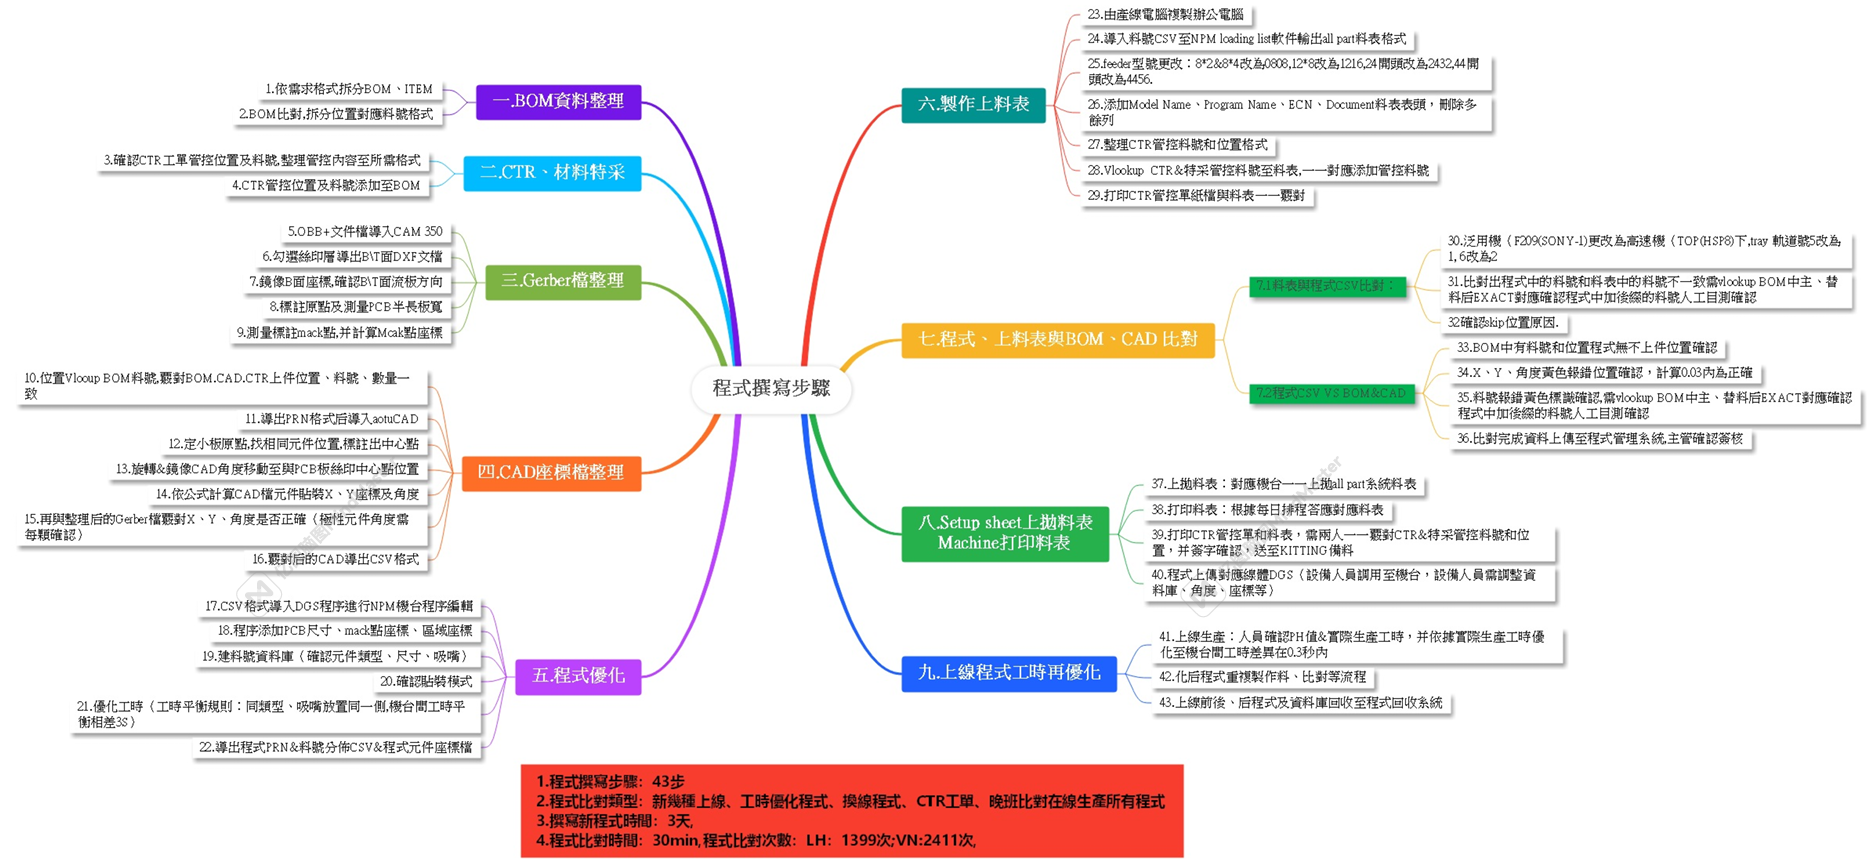 程式撰寫步驟
一.BOM資料整理
1.依需求格式拆分BOM、ITEM
2.BOM比對,拆分位置對應料號格式
二.CTR、材料特采
3.確認CTR工單管控位置及料號,整理管控內容至所需格式
4.CTR管控位置及料號添加至BOM
三.Gerber檔整理
5.OBB+文件檔導入CAM 350
6.勾選絲印層導出B\T面DXF文檔
7.鏡像B面座標,確認B\T面流板方向
8.標註原點及測量PCB半長板寬
9.測量標註mack點,并計算Mcak點座標
四.CAD座標檔整理
10.位置Vlooup BOM料號,覈對BOM.CAD.CTR上件位置、料號、數量一
致
11.導出PRN格式后導入aotuCAD
12.定小板原點,找相同元件位置,標註出中心點
13.旋轉&鏡像CAD角度移動至與PCB板絲印中心點位置
14.依公式計算CAD檔元件貼裝X、Y座標及角度
15.再與整理后的Gerber檔覈對X、Y、角度是否正確（極性元件角度需
每顆確認）
16.覈對后的CAD導出CSV格式
五.程式優化
17.CSV格式導入DGS程序進行NPM機台程序編輯
18.程序添加PCB尺寸、mack點座標、區域座標
19.建料號資料庫（確認元件類型、尺寸、吸嘴）
20.確認貼裝模式
21.優化工時（工時平衡規則：同類型、吸嘴放置同一側,機台間工時平
衡相差3S）
22.導出程式PRN&料號分佈CSV&程式元件座標檔
六.製作上料表
23.由產線電腦複製辦公電腦
24.導入料號CSV至NPM loading list軟件輸出all part料表格式
25.feeder型號更改：8*2&8*4改為0808,12*8改為1216,24開頭改為2432,44開
頭改為4456.
26.添加Model Name、Program Name、ECN、Document料表表頭，刪除多
餘列
27.整理CTR管控料號和位置格式
28.Vlookup CTR&特采管控料號至料表,一一對應添加管控料號
29.打印CTR管控單紙檔與料表一一覈對
七.程式、上料表與BOM、CAD 比對
7.1料表與程式CSV比對：
30.泛用機（F209(SONY-1)更改為高速機（TOP(HSP8)下,tray 軌道號5改為
1, 6改為2
31.比對出程式中的料號和料表中的料號不一致需vlookup BOM中主、替
料后EXACT對應確認程式中加後綴的料號人工目測確認
32確認skip位置原因.
7.2程式CSV VS BOM&CAD
33.BOM中有料號和位置程式無不上件位置確認
34.X、Y、角度黃色報錯位置確認，計算0.03內為正確
35.料號報錯黃色標識確認,需vlookup BOM中主、替料后EXACT對應確認
程式中加後綴的料號人工目測確認
36.比對完成資料上傳至程式管理系統,主管確認簽核
八.Setup sheet上拋料表
Machine打印料表
37.上拋料表：對應機台一一上拋all part系統料表
38.打印料表：根據每日排程答應對應料表
39.打印CTR管控單和料表，需兩人一一覈對CTR&特采管控料號和位
置，并簽字確認，送至KITTING備料
40.程式上傳對應線體DGS（設備人員調用至機台，設備人員需調整資
料庫、角度、座標等）
九.上線程式工時再優化
41.上線生產：人員確認PH值&實際生產工時，并依據實際生產工時優
化至機台間工時差異在0.3秒內
42.化后程式重複製作料、比對等流程
43.上線前後、后程式及資料庫回收至程式回收系統
1.程式撰寫步驟：43步
2.程式比對類型：新幾種上線、工時優化程式、換線程式、CTR工單、晚班比對在線生產所有程式
3.撰寫新程式時間：3天,
4.程式比對時間：30min,程式比對次數：LH：1399次;VN:2411次,